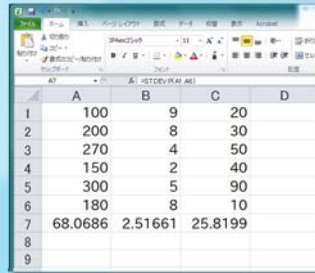 ファイル ホーム 挿入 ページレイアウト 数式 データ 校閲 表示 Acrobat
切り取り
コピー
貼り付け
書式のコピー/貼り付け
B I U
クリップボード フォント 配置
A7 fx =STDEV.P(A1:A6)
A B C D
1 100 9 20
2 200 8 30
3 270 4 50
4 150 2 40
5 300 5 90
6 180 8 10
7 68.0686 2.51661 25.8199
8
9